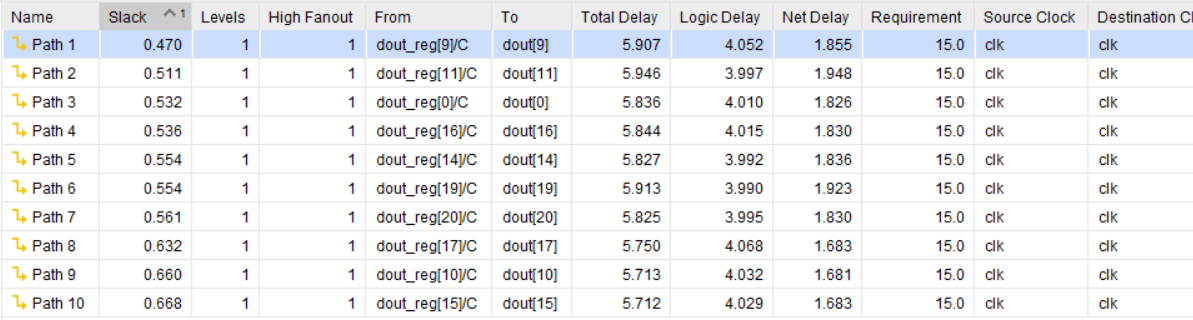 Name Slack 1 Levels High Fanout From To Total Delay Logic Delay Net Delay Requirement Source Clock Destination
Path 1 0.470 1 1 dout_reg[9]/C dout[9] 5.907 4.052 1.855 15.0 clk clk
Path 2 0.511 1 1 dout_reg[11]/C dout[11] 5.946 3.997 1.948 15.0 clk clk
Path 3 0.532 1 1 dout_reg[0]/C dout[0] 5.836 4.010 1.826 15.0 clk clk
Path 4 0.536 1 1 dout_reg[16]/C dout[16] 5.844 4.015 1.830 15.0 clk clk
Path 5 0.554 1 1 dout_reg[14]/C dout[14] 5.827 3.992 1.836 15.0 clk clk
Path 6 0.554 1 1 dout_reg[19]/C dout[19] 5.913 3.990 1.923 15.0 clk clk
Path 7 0.561 1 1 dout_reg[20]/C dout[20] 5.825 3.995 1.830 15.0 clk clk
Path 8 0.632 1 1 dout_reg[17]/C dout[17] 5.750 4.068 1.683 15.0 clk clk
Path 9 0.660 1 1 dout_reg[10]/C dout[10] 5.713 4.032 1.681 15.0 clk clk
Path 10 0.668 1 1 dout_reg[15]/C dout[15] 5.712 4.029 1.683 15.0 clk clk